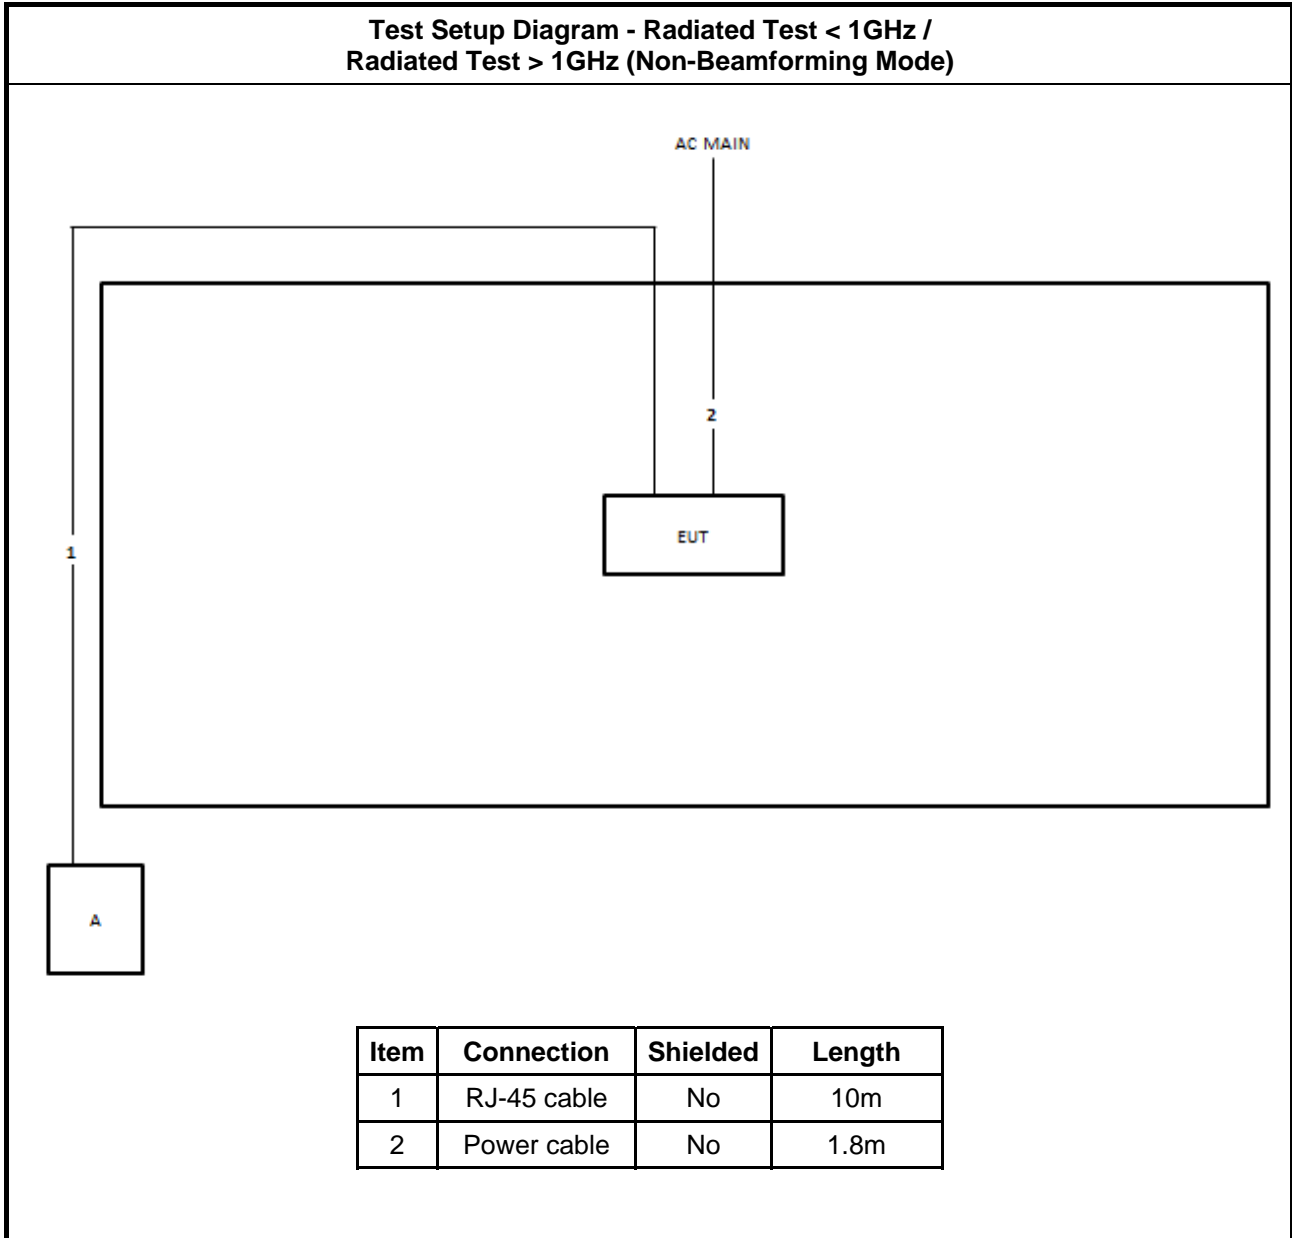 Test Setup Diagram - Radiated Test < 1GHz /
Radiated Test > 1GHz (Non-Beamforming Mode)
AC MAIN
2
EUT
1
A
Item Connection Shielded Length
1 RJ-45 cable No 10m
2 Power cable No 1.8m